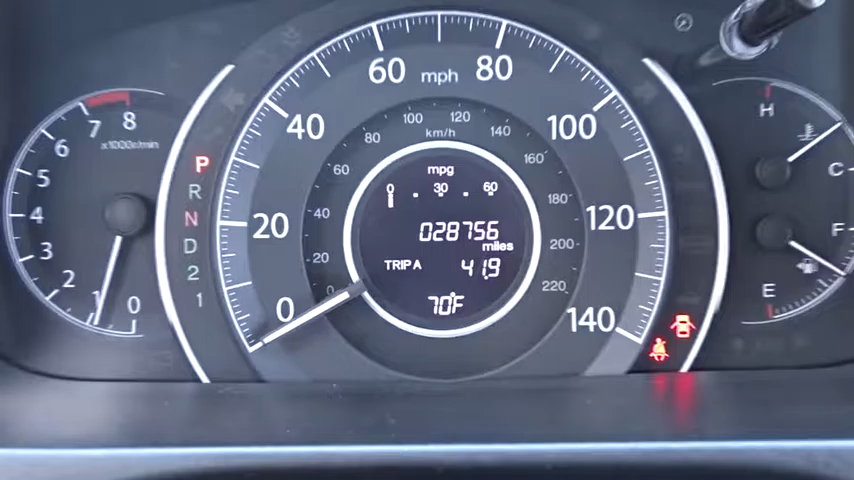 8
7
6
5
4
3
2
1
0
x1000r/min
P
R
N
D
2
1
0
20
40
60 mph 80
100
120
140
0
20
40
60
80
100
120
140
160
180
200
220
km/h
mpg
0 30 60
028756
miles
TRIP A 41.9
70°F
H
C
F
E